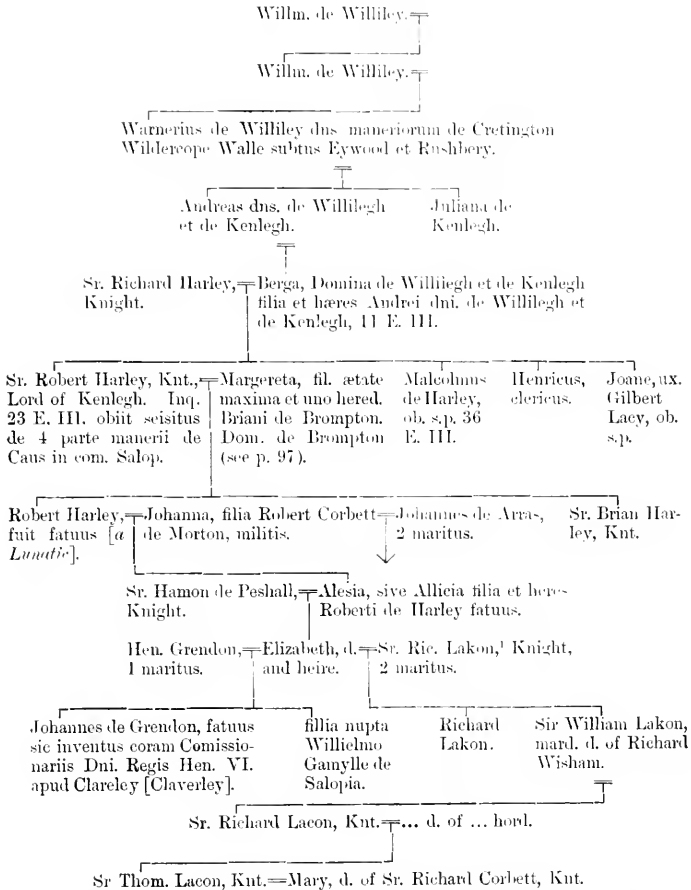 Willm. de Williley.
Willm. de Williley.
Warnerius de Williley dns maneriorum de Cretington
Wildercope Walle subtus Eywood et Rushbery.
Andreas dns. de Willilegh
et de Kenlegh.
Juliana de
Kenlegh.
Sr. Richard Harley,
Knight.
Berga, Domina de Willilegh et de Kenlegh
filia et hæres Andrei dni. de Willilegh et
de Kenlegh, 11 E. III.
Sr. Robert Harley, Knt.,
Lord of Kenlegh. Inq.
23 E. III. obiit seisitus
de 4 parte manerii de
Caus in com. Salop.
Margereta, fil. ætate
maxima et uno hered.
Briani de Brompton.
Dom. de Brompton
(see p. 97).
Malcolmus
de Harley,
ob. s.p. 36
E. III.
Henricus,
clericus.
Joane, ux.
Gilbert
Lacy, ob.
s.p.
Robert Harley,
fuit fatuus [a
Lunatic].
Johanna, filia Robert Corbett
de Morton, militis.
Johannes de Arras,
2 maritus.
Sr. Brian Har-
ley, Knt.
Sr. Hamon de Peshall,
Knight.
Alesia, sive Allicia filia et heres
Roberti de Harley fatuus.
Hen. Grendon,
1 maritus.
Elizabeth, d.
and heire.
Sr. Ric. Lakon,¹ Knight,
2 maritus.
Johannes de Grendon, fatuus
sic inventus coram Comissio-
nariis Dni. Regis Hen. VI.
apud Clareley [Claverley].
fillia nupta
Willielmo
Gamylle de
Salopia.
Richard
Lakon.
Sir William Lakon,
mard. d. of Richard
Wisham.
Sr. Richard Lacon, Knt.=... d. of ... hord.
Sr Thom. Lacon, Knt.=Mary, d. of Sr. Richard Corbett, Knt.